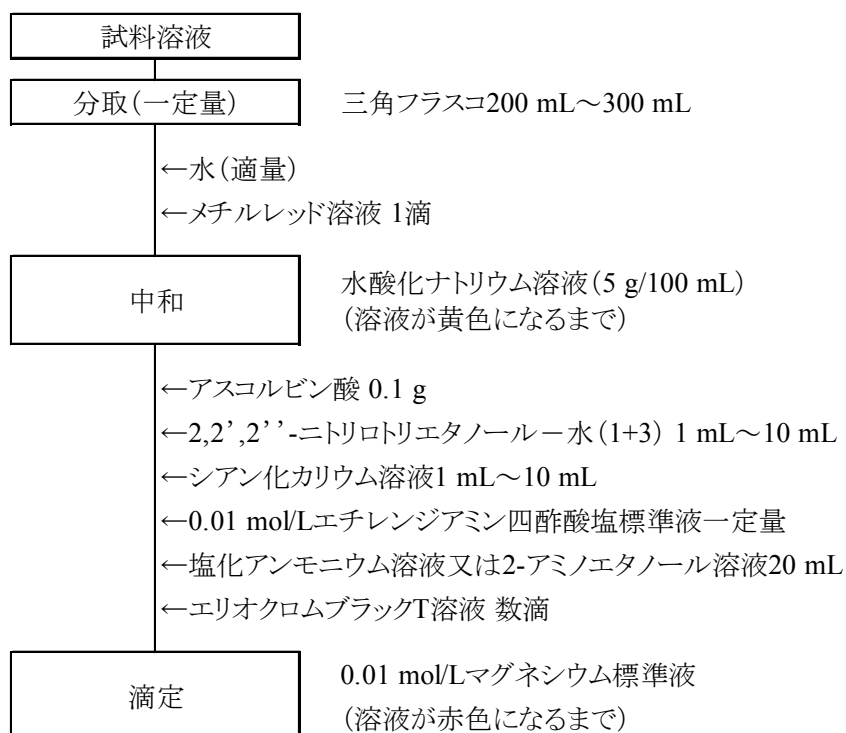 試料溶液
分取(一定量)
三角フラスコ200 mL～300 mL
←水(適量)
←メチルレッド溶液 1滴
中和
水酸化ナトリウム溶液(5 g/100 mL)
(溶液が黄色になるまで)
←アスコルビン酸 0.1 g
←2,2’,2’’-ニトリロトリエタノール－水(1+3) 1 mL～10 mL
←シアン化カリウム溶液1 mL～10 mL
←0.01 mol/Lエチレンジアミン四酢酸塩標準液一定量
←塩化アンモニウム溶液又は2-アミノエタノール溶液20 mL
←エリオクロムブラックT溶液 数滴
滴定
0.01 mol/Lマグネシウム標準液
(溶液が赤色になるまで)